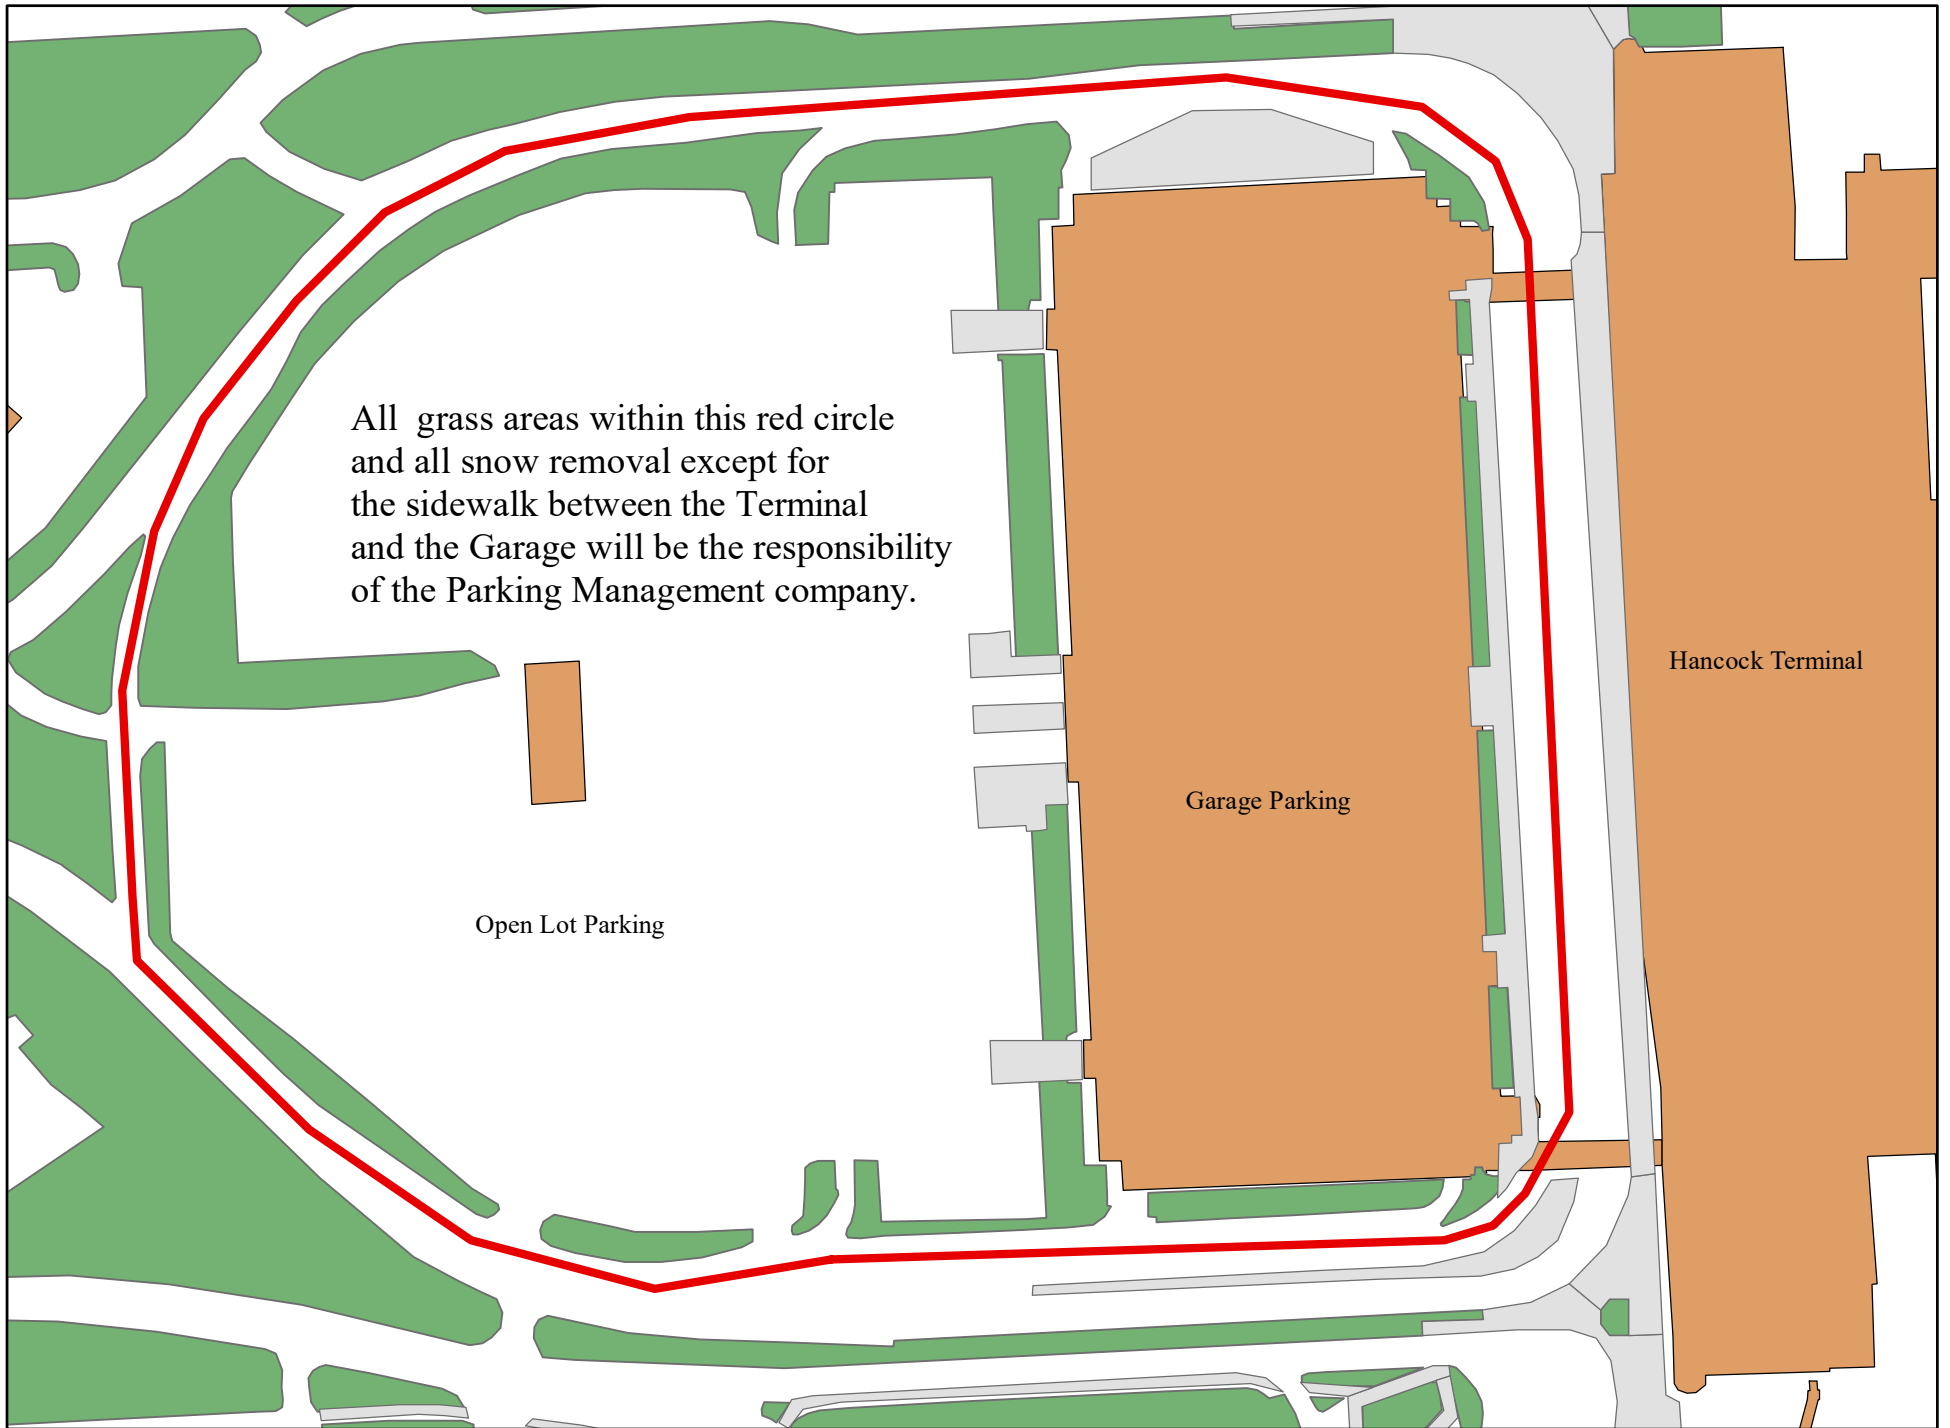 All  grass areas within this red circle
and all snow removal except for
the sidewalk between the Terminal
and the Garage will be the responsibility
of the Parking Management company.
Hancock Terminal
Garage Parking
Open Lot Parking